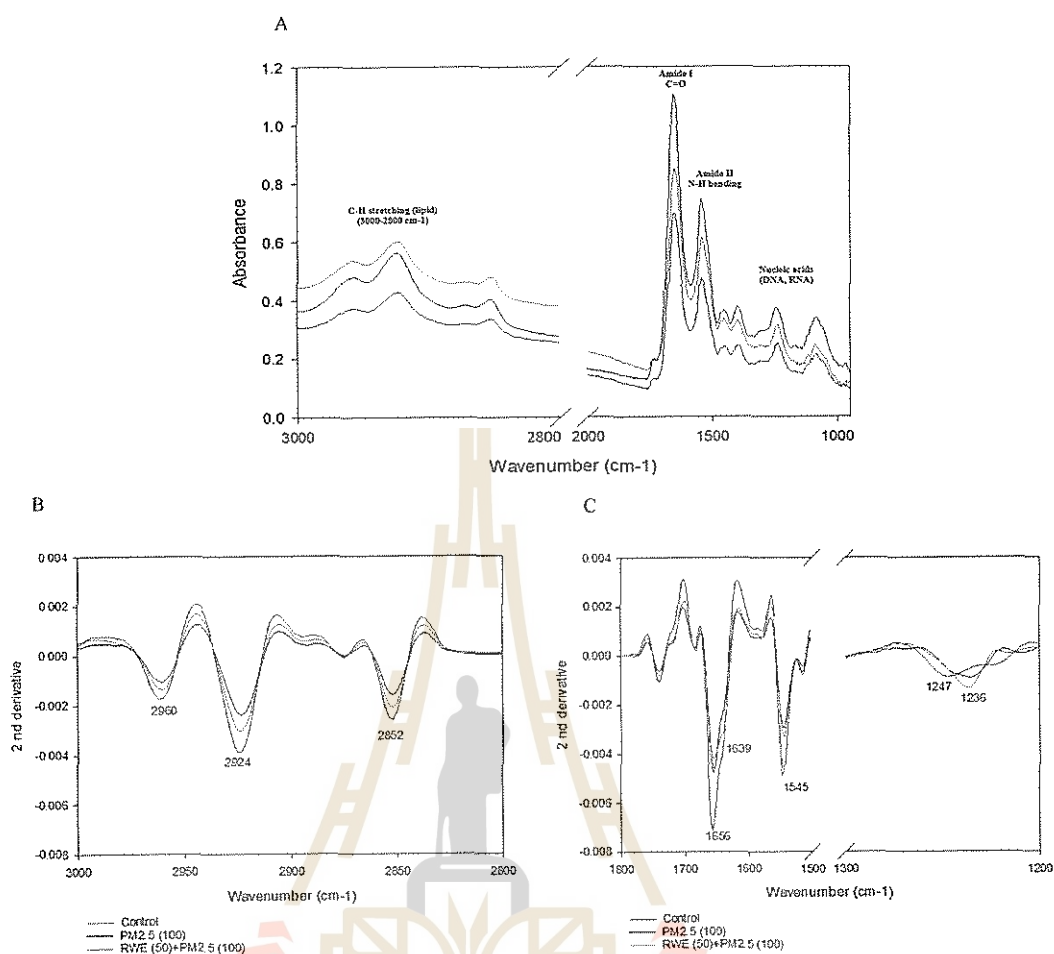 A
1.2
1.0
0.8
0.6
0.4
0.2
0.0
Absorbance
C-H stretching (lipid)
(3000-2800 cm-1)
Amide I
C=O
Amide II
N-H bending
Nucleic acids
(DNA, RNA)
3000 2800 2000 1500 1000
Wavenumber (cm-1)
B
0.004
0.002
0.000
-0.002
-0.004
-0.006
-0.008
2 nd derivative
2960
2924
2852
3000 2950 2900 2850 2800
Wavenumber (cm-1)
Control
PM2.5 (100)
RWE (50)+PM2.5 (100)
C
0.004
0.002
0.000
-0.002
-0.004
-0.006
-0.008
2 nd derivative
1247 1236
1639
1545
1656
1800 1700 1600 1500 1300 1200
Wavenumber (cm-1)
Control
PM2.5 (100)
RWE (50)+PM2.5 (100)